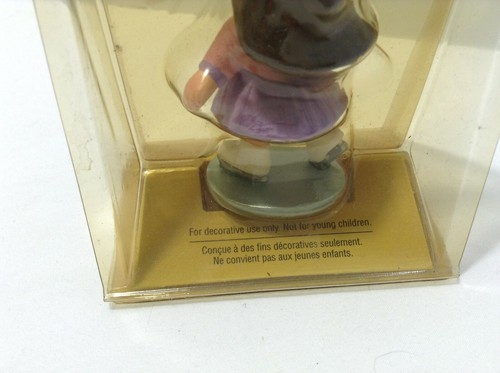 For decorative use only. Not for young children.
Conçue à des fins décoratives seulement.
Ne convient pas aux jeunes enfants.